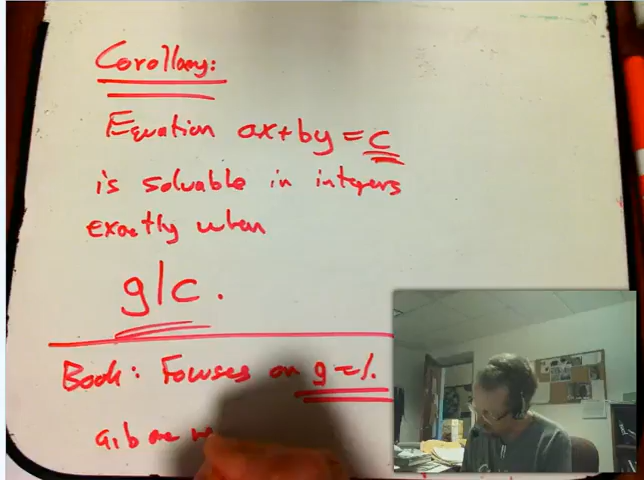 Corollary:
Equation ax+by = c
is solvable in integers
exactly when
g|c.
Book: Focuses on g=1.
a,b are